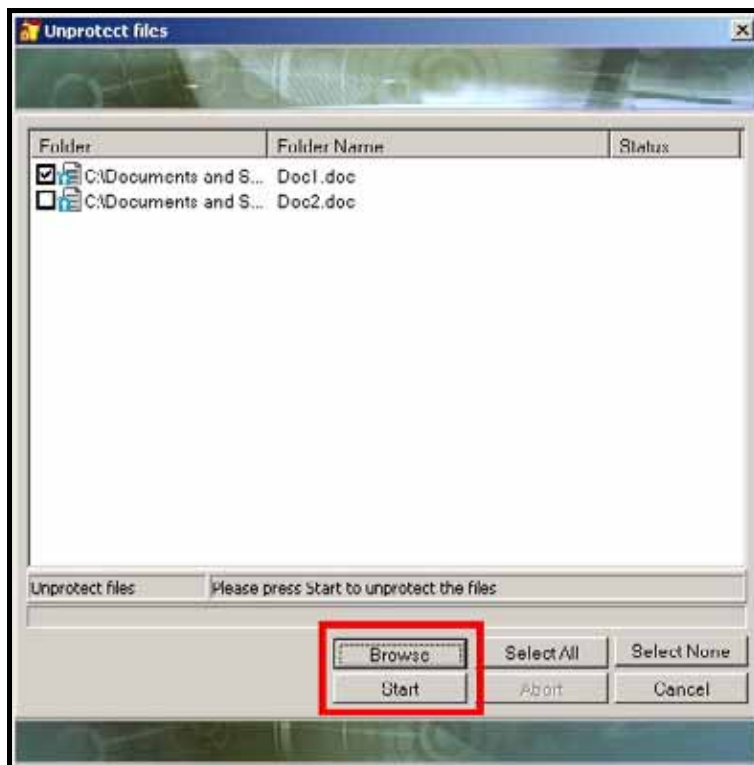 Unprotect files
Folder Folder Name Status
C:\Documents and S... Doc1.doc
C:\Documents and S... Doc2.doc
Unprotect files Please press Start to unprotect the files
Browse Select All Select None
Start Abort Cancel